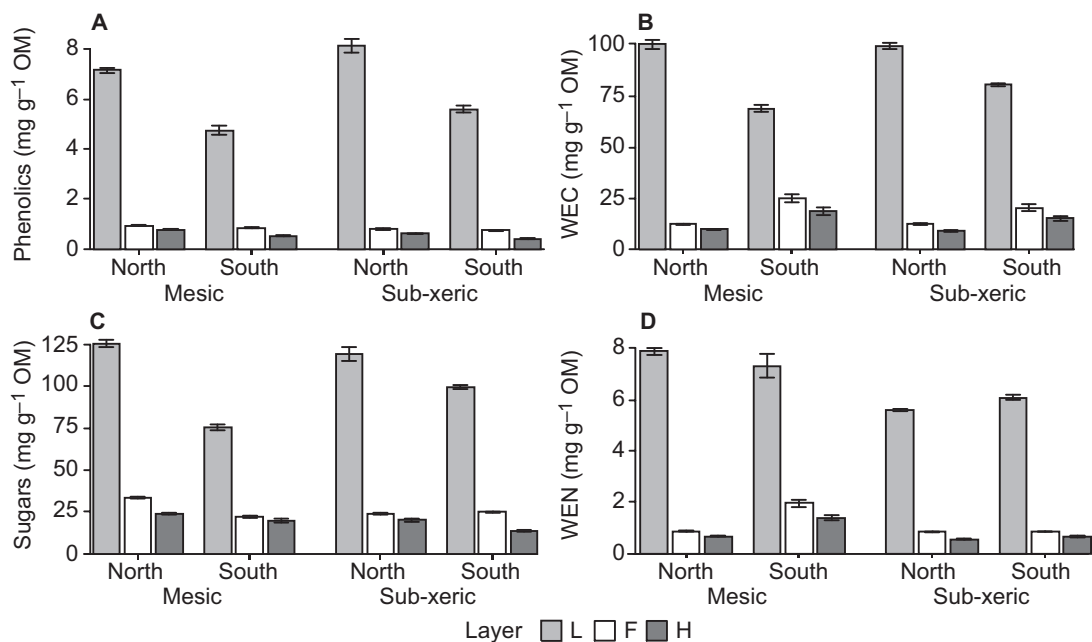 A
Phenolics (mg g–1 OM)
8
6
4
2
0
North South North South
Mesic Sub-xeric
B
WEC (mg g–1 OM)
100
75
50
25
0
North South North South
Mesic Sub-xeric
C
Sugars (mg g–1 OM)
125
100
75
50
25
0
North South North South
Mesic Sub-xeric
D
WEN (mg g–1 OM)
8
6
4
2
0
North South North South
Mesic Sub-xeric
Layer L F H